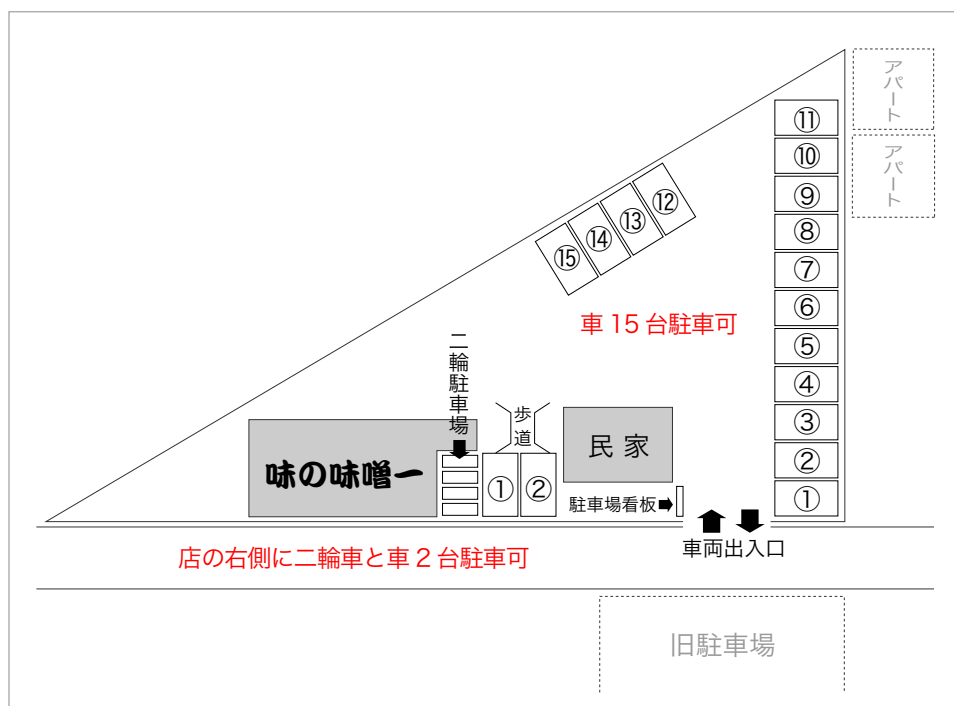 アパート
アパート
⑪
⑩
⑨
⑧
⑦
⑥
⑤
④
③
②
①
⑫
⑬
⑭
⑮
車15台駐車可
二輪駐車場
歩道
民家
味の味噌一
①
②
駐車場看板
車両出入口
店の右側に二輪車と車2台駐車可
旧駐車場